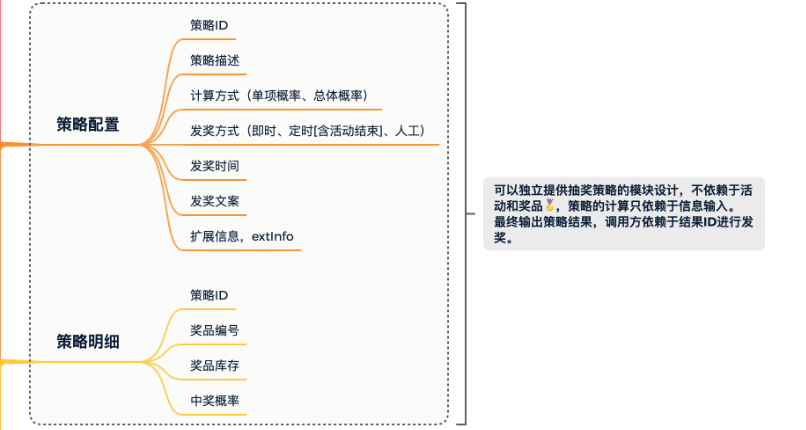 策略配置
策略ID
策略描述
计算方式（单项概率、总体概率）
发奖方式（即时、定时[含活动结束]、人工）
发奖时间
发奖文案
扩展信息，extInfo
策略明细
策略ID
奖品编号
奖品库存
中奖概率
可以独立提供抽奖策略的模块设计，不依赖于活
动和奖品🏅，策略的计算只依赖于信息输入。
最终输出策略结果，调用方依赖于结果ID进行发
奖。